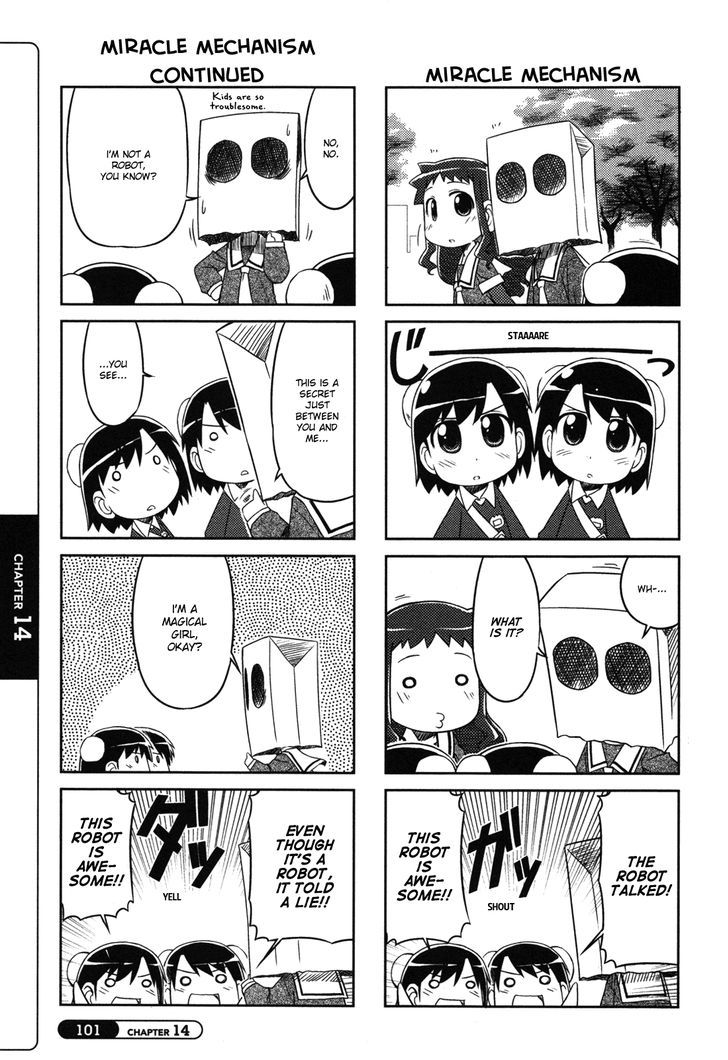 MIRACLE MECHANISM
じーっ
STAAAARE
WH-...
WHAT
IS IT?
THE
ROBOT
TALKED!
ガッ
SHOUT
THIS
ROBOT
IS
AWE-
SOME!!
MIRACLE MECHANISM
CONTINUED
NO,
NO.
Kids are so
troublesome.
I'M NOT A
ROBOT,
YOU KNOW?
THIS IS A
SECRET
JUST
BETWEEN
YOU AND
ME...
...YOU
SEE...
I'M A
MAGICAL
GIRL,
OKAY?
EVEN
THOUGH
IT'S A
ROBOT,
IT TOLD
A LIE!!
ダッ
YELL
THIS
ROBOT
IS
AWE-
SOME!!
CHAPTER 14
101 CHAPTER 14